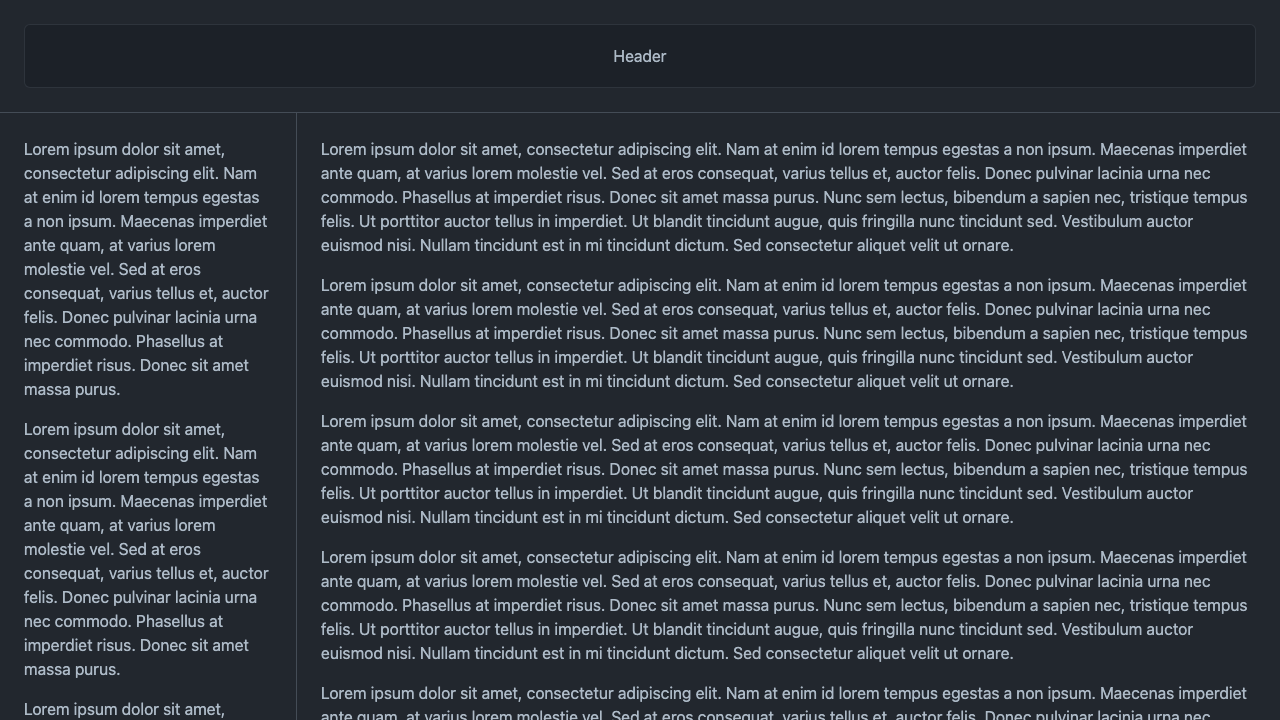 Header
Lorem ipsum dolor sit amet,
consectetur adipiscing elit. Nam
at enim id lorem tempus egestas
a non ipsum. Maecenas imperdiet
ante quam, at varius lorem
molestie vel. Sed at eros
consequat, varius tellus et, auctor
felis. Donec pulvinar lacinia urna
nec commodo. Phasellus at
imperdiet risus. Donec sit amet
massa purus.
Lorem ipsum dolor sit amet,
consectetur adipiscing elit. Nam
at enim id lorem tempus egestas
a non ipsum. Maecenas imperdiet
ante quam, at varius lorem
molestie vel. Sed at eros
consequat, varius tellus et, auctor
felis. Donec pulvinar lacinia urna
nec commodo. Phasellus at
imperdiet risus. Donec sit amet
massa purus.
Lorem ipsum dolor sit amet,
Lorem ipsum dolor sit amet, consectetur adipiscing elit. Nam at enim id lorem tempus egestas a non ipsum. Maecenas imperdiet
ante quam, at varius lorem molestie vel. Sed at eros consequat, varius tellus et, auctor felis. Donec pulvinar lacinia urna nec
commodo. Phasellus at imperdiet risus. Donec sit amet massa purus. Nunc sem lectus, bibendum a sapien nec, tristique tempus
felis. Ut porttitor auctor tellus in imperdiet. Ut blandit tincidunt augue, quis fringilla nunc tincidunt sed. Vestibulum auctor
euismod nisi. Nullam tincidunt est in mi tincidunt dictum. Sed consectetur aliquet velit ut ornare.
Lorem ipsum dolor sit amet, consectetur adipiscing elit. Nam at enim id lorem tempus egestas a non ipsum. Maecenas imperdiet
ante quam, at varius lorem molestie vel. Sed at eros consequat, varius tellus et, auctor felis. Donec pulvinar lacinia urna nec
commodo. Phasellus at imperdiet risus. Donec sit amet massa purus. Nunc sem lectus, bibendum a sapien nec, tristique tempus
felis. Ut porttitor auctor tellus in imperdiet. Ut blandit tincidunt augue, quis fringilla nunc tincidunt sed. Vestibulum auctor
euismod nisi. Nullam tincidunt est in mi tincidunt dictum. Sed consectetur aliquet velit ut ornare.
Lorem ipsum dolor sit amet, consectetur adipiscing elit. Nam at enim id lorem tempus egestas a non ipsum. Maecenas imperdiet
ante quam, at varius lorem molestie vel. Sed at eros consequat, varius tellus et, auctor felis. Donec pulvinar lacinia urna nec
commodo. Phasellus at imperdiet risus. Donec sit amet massa purus. Nunc sem lectus, bibendum a sapien nec, tristique tempus
felis. Ut porttitor auctor tellus in imperdiet. Ut blandit tincidunt augue, quis fringilla nunc tincidunt sed. Vestibulum auctor
euismod nisi. Nullam tincidunt est in mi tincidunt dictum. Sed consectetur aliquet velit ut ornare.
Lorem ipsum dolor sit amet, consectetur adipiscing elit. Nam at enim id lorem tempus egestas a non ipsum. Maecenas imperdiet
ante quam, at varius lorem molestie vel. Sed at eros consequat, varius tellus et, auctor felis. Donec pulvinar lacinia urna nec
commodo. Phasellus at imperdiet risus. Donec sit amet massa purus. Nunc sem lectus, bibendum a sapien nec, tristique tempus
felis. Ut porttitor auctor tellus in imperdiet. Ut blandit tincidunt augue, quis fringilla nunc tincidunt sed. Vestibulum auctor
euismod nisi. Nullam tincidunt est in mi tincidunt dictum. Sed consectetur aliquet velit ut ornare.
Lorem ipsum dolor sit amet, consectetur adipiscing elit. Nam at enim id lorem tempus egestas a non ipsum. Maecenas imperdiet
ante quam, at varius lorem molestie vel. Sed at eros consequat, varius tellus et, auctor felis. Donec pulvinar lacinia urna nec